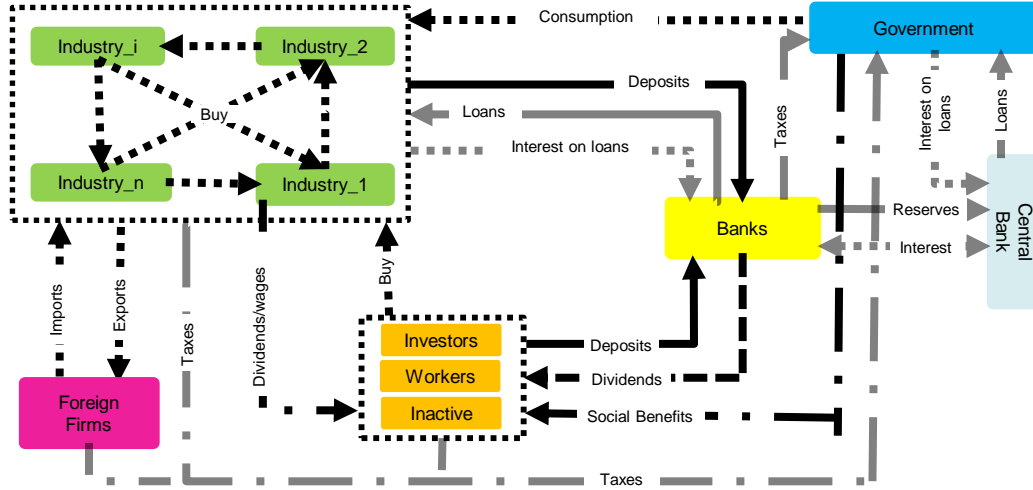 Consumption
Government
Industry_i
Industry_2
Deposits
Buy
Loans
Taxes
Interest on
loans
Loans
Interest on loans
Industry_n
Industry_1
Banks
Reserves
Central
Bank
Interest
Imports
Exports
Taxes
Dividends/wages
Buy
Investors
Deposits
Workers
Dividends
Foreign
Firms
Inactive
Social Benefits
Taxes